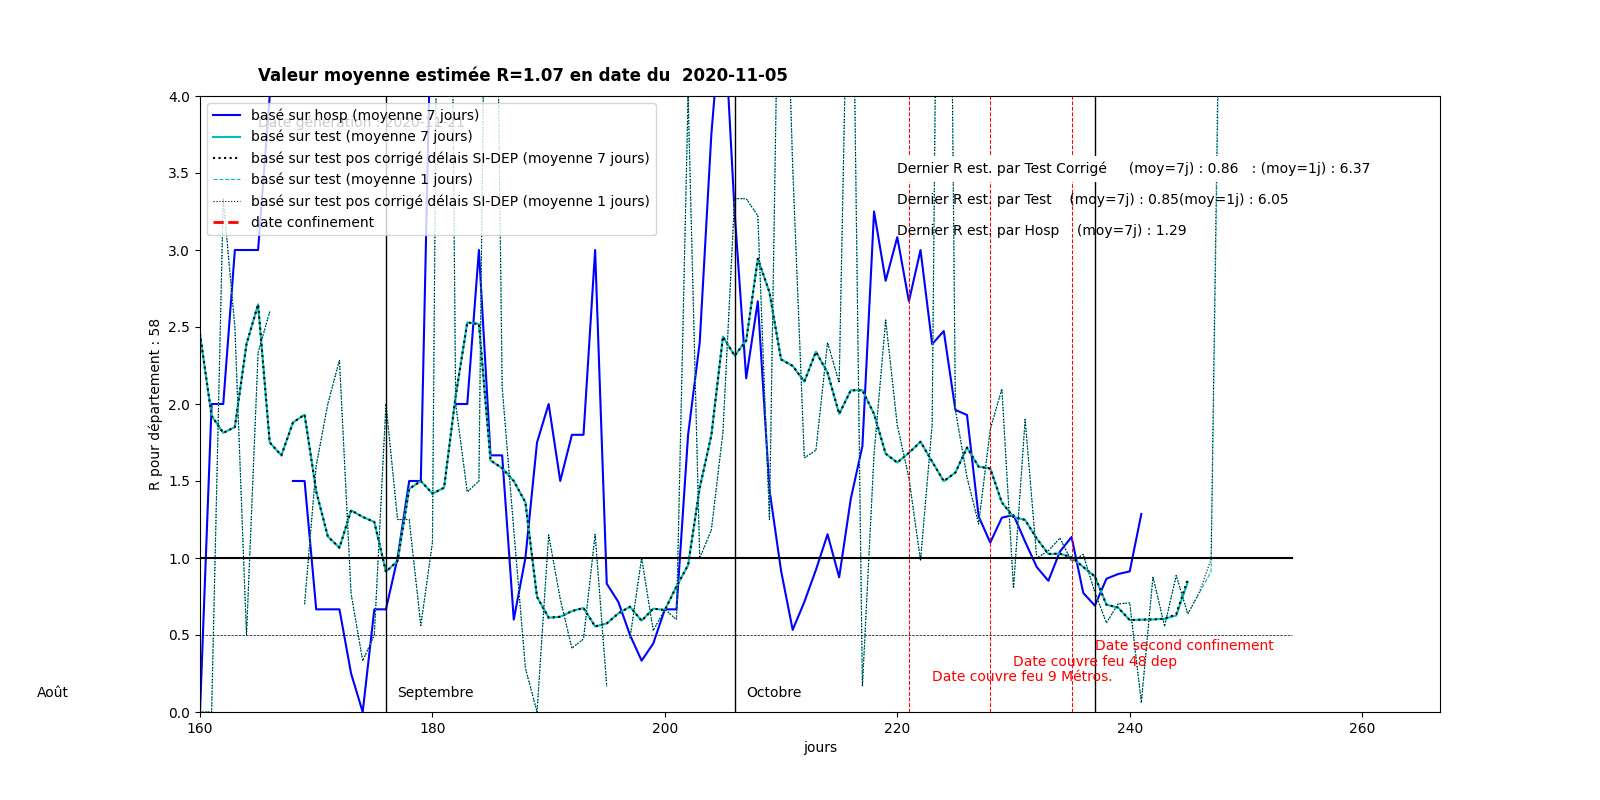 Valeur moyenne estimée R=1.07 en date du  2020-11-05
Date génération : 2020-11-21
basé sur hosp (moyenne 7 jours)
basé sur test (moyenne 7 jours)
basé sur test pos corrigé délais SI-DEP (moyenne 7 jours)
basé sur test (moyenne 1 jours)
basé sur test pos corrigé délais SI-DEP (moyenne 1 jours)
date confinement
Dernier R est. par Test Corrigé (moy=7j) : 0.86 : (moy=1j) : 6.37
Dernier R est. par Test (moy=7j) : 0.85(moy=1j) : 6.05
Dernier R est. par Hosp (moy=7j) : 1.29
4.0
3.5
3.0
2.5
2.0
1.5
1.0
0.5
0.0
R pour département : 58
Date second confinement
Date couvre feu 48 dep
Date couvre feu 9 Métros.
Août
Septembre
Octobre
160
180
200
220
240
260
jours